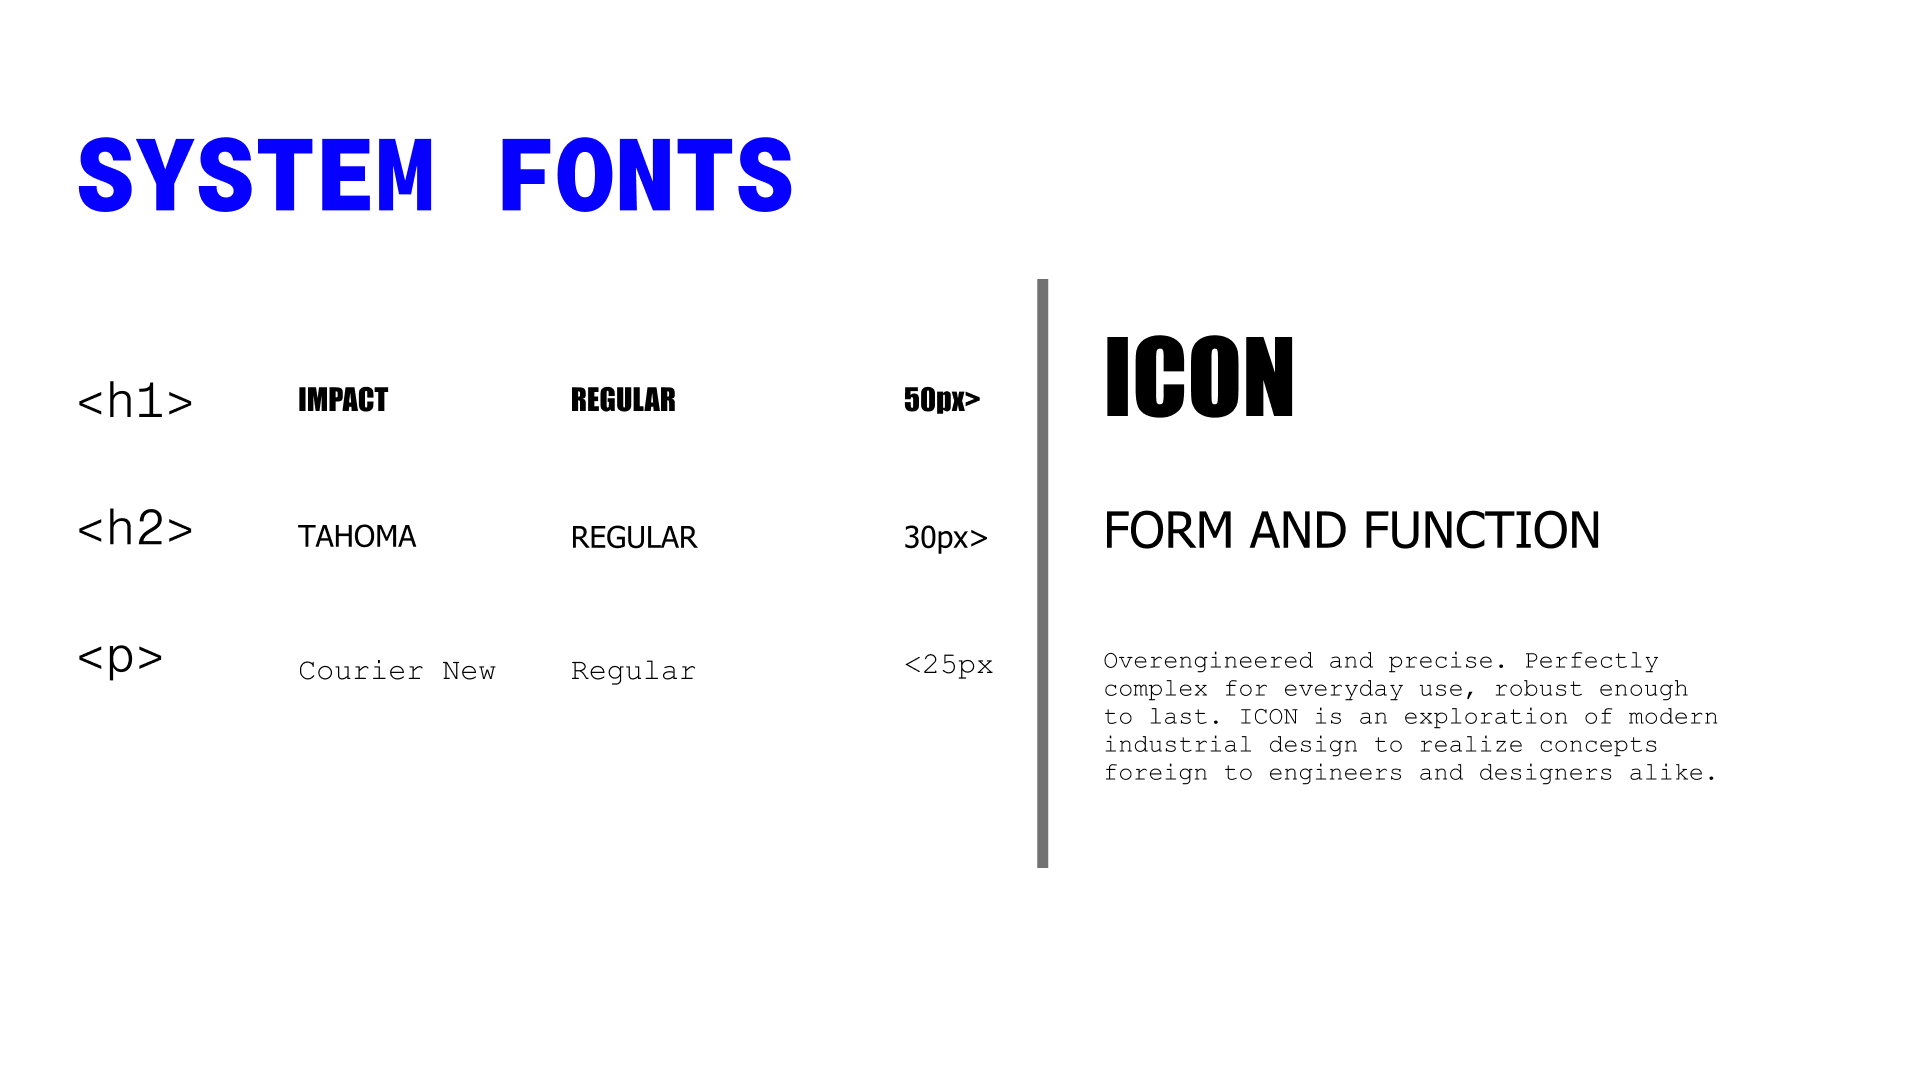 SYSTEM FONTS
<h1> IMPACT REGULAR 50px>
<h2> TAHOMA REGULAR 30px>
<p> Courier New Regular <25px
ICON
FORM AND FUNCTION
Overengineered and precise. Perfectly
complex for everyday use, robust enough
to last. ICON is an exploration of modern
industrial design to realize concepts
foreign to engineers and designers alike.